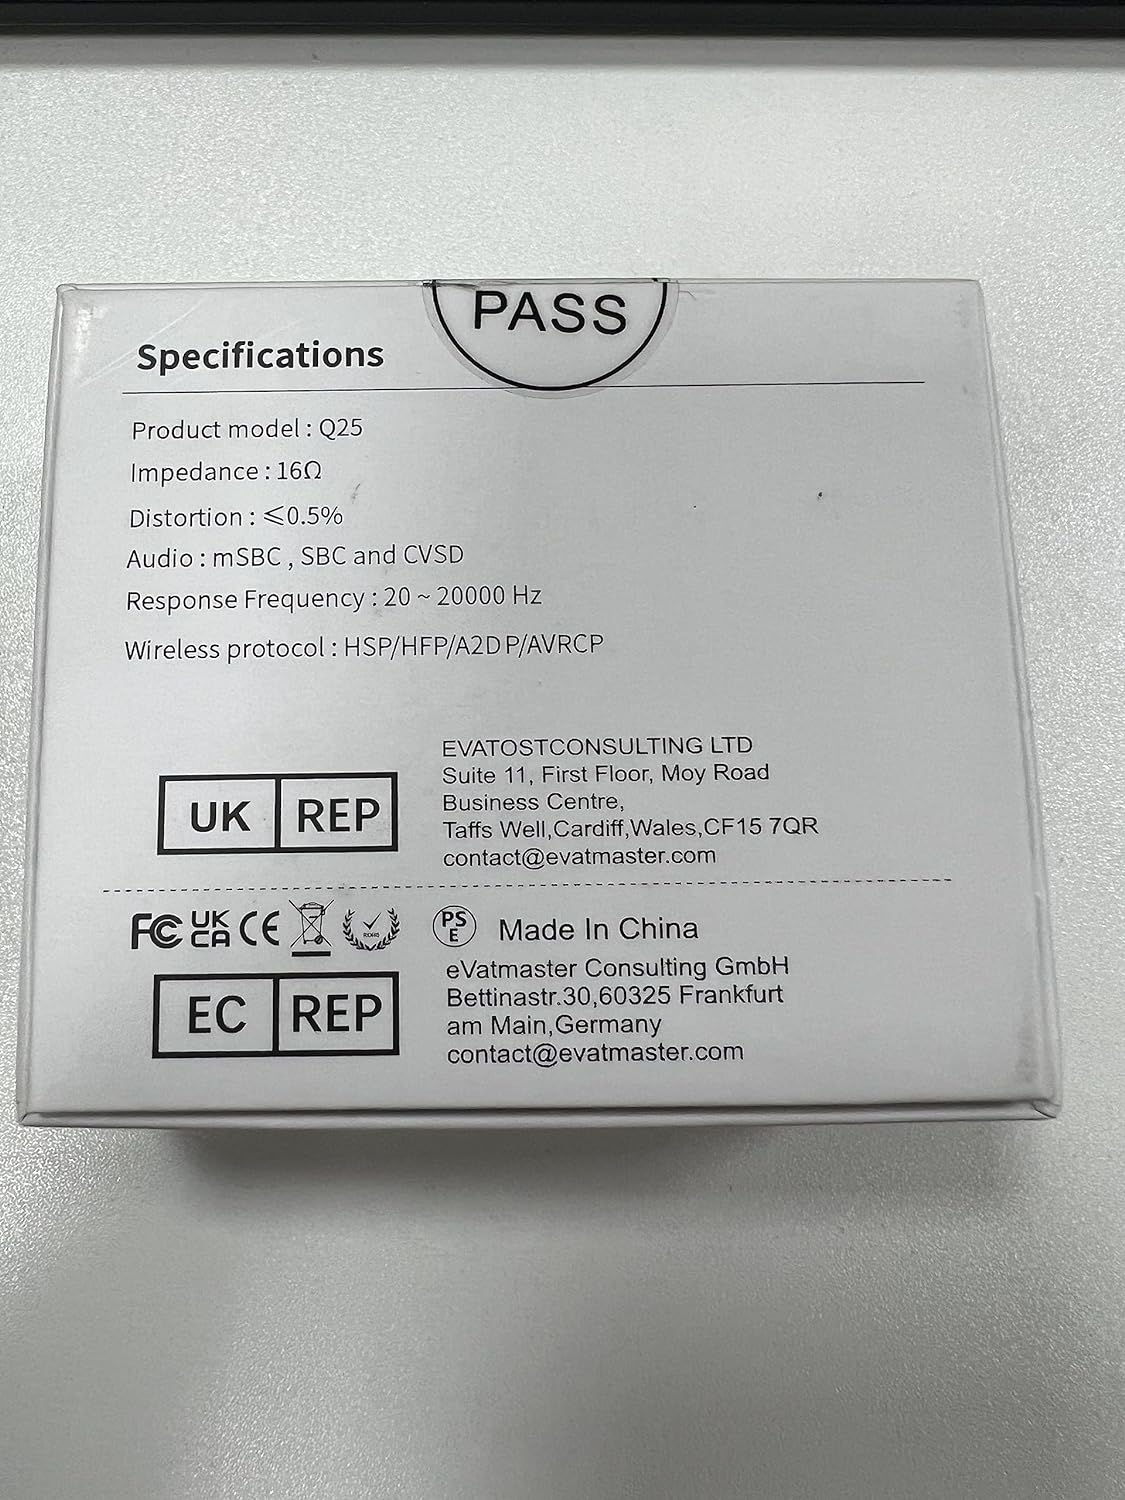 PASS
Specifications
Product model : Q25
Impedance : 16Ω
Distortion : ≤0.5%
Audio : mSBC , SBC and CVSD
Response Frequency : 20 ~ 20000 Hz
Wireless protocol : HSP/HFP/A2DP/AVRCP
UK REP
EVATOSTCONSULTING LTD
Suite 11, First Floor, Moy Road
Business Centre,
Taffs Well,Cardiff,Wales,CF15 7QR
contact@evatmaster.com
FC UK CA CE RoHS PS E Made In China
EC REP
eVatmaster Consulting GmbH
Bettinastr.30,60325 Frankfurt
am Main,Germany
contact@evatmaster.com